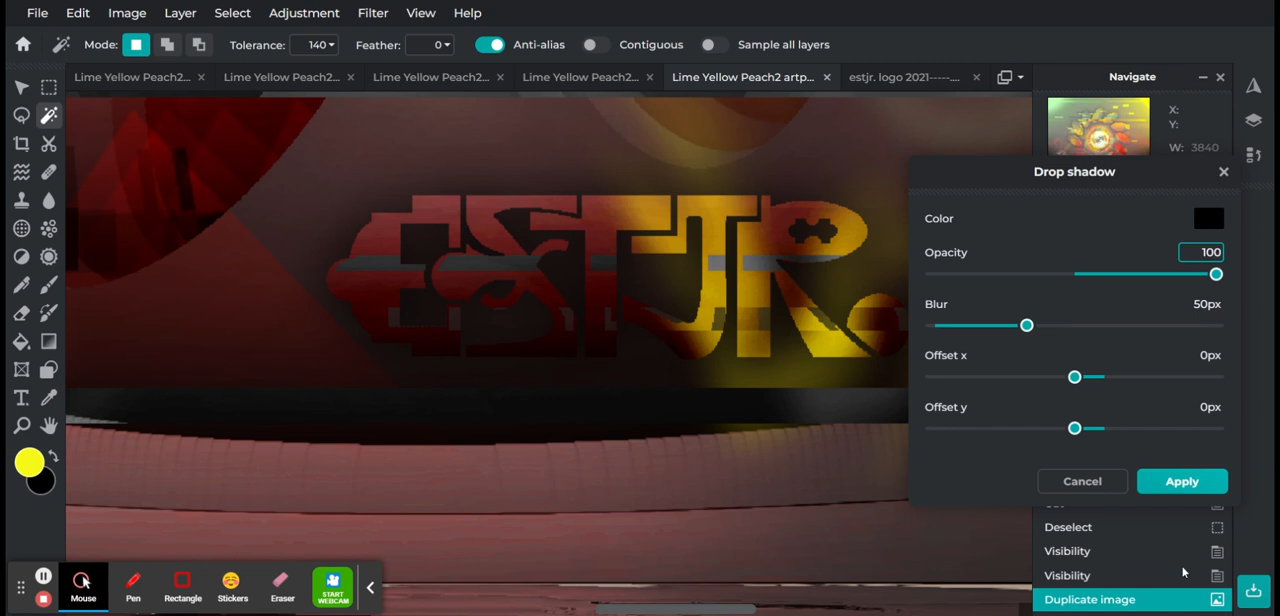 File Edit Image Layer Select Adjustment Filter View Help
Mode: Tolerance: 140 Feather: 0 Anti-alias Contiguous Sample all layers
Lime Yellow Peach2... Lime Yellow Peach2... Lime Yellow Peach2... Lime Yellow Peach2... Lime Yellow Peach2 artp... estjr. logo 2021-----....
Navigate
X:
Y:
W: 3840
Drop shadow
Color
Opacity 100
Blur 50px
Offset x 0px
Offset y 0px
Cancel Apply
ESTJR.
Deselect
Visibility
Visibility
Duplicate image
Mouse Pen Rectangle Stickers Eraser START WEBCAM